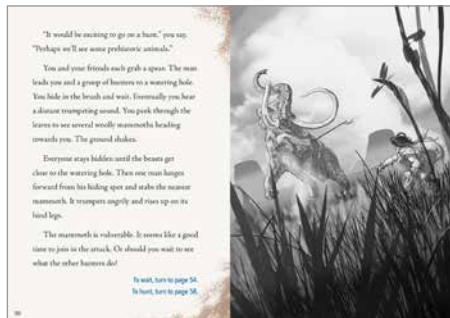 "It would be exciting to go on a hunt," you say.
"Perhaps we'll see some prehistoric animals."
You and your friends each grab a spear. The man
leads you and a group of hunters to a watering hole.
You hide in the brush and wait. Eventually you hear
a distant trumpeting sound. You peek through the
leaves to see several woolly mammoths heading
towards you. The ground shakes.
Everyone stays hidden until the beasts get
close to the watering hole. Then one man lunges
forward from his hiding spot and stabs the nearest
mammoth. It trumpets angrily and rises up on its
hind legs.
The mammoth is vulnerable. It seems like a good
time to join in the attack. Or should you wait to see
what the other hunters do?
To wait, turn to page 54.
To hunt, turn to page 58.